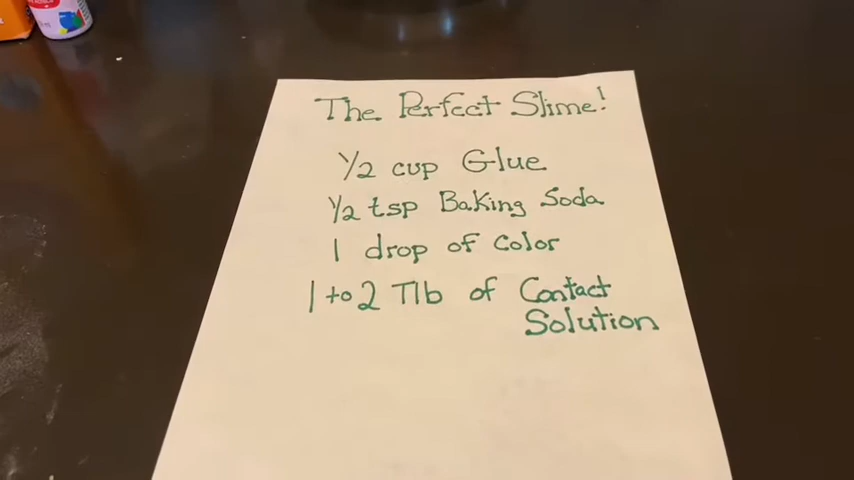 The Perfect Slime!
1/2 cup Glue
1/2 tsp Baking Soda
1 drop of Color
1 to 2 Tlb of Contact
Solution